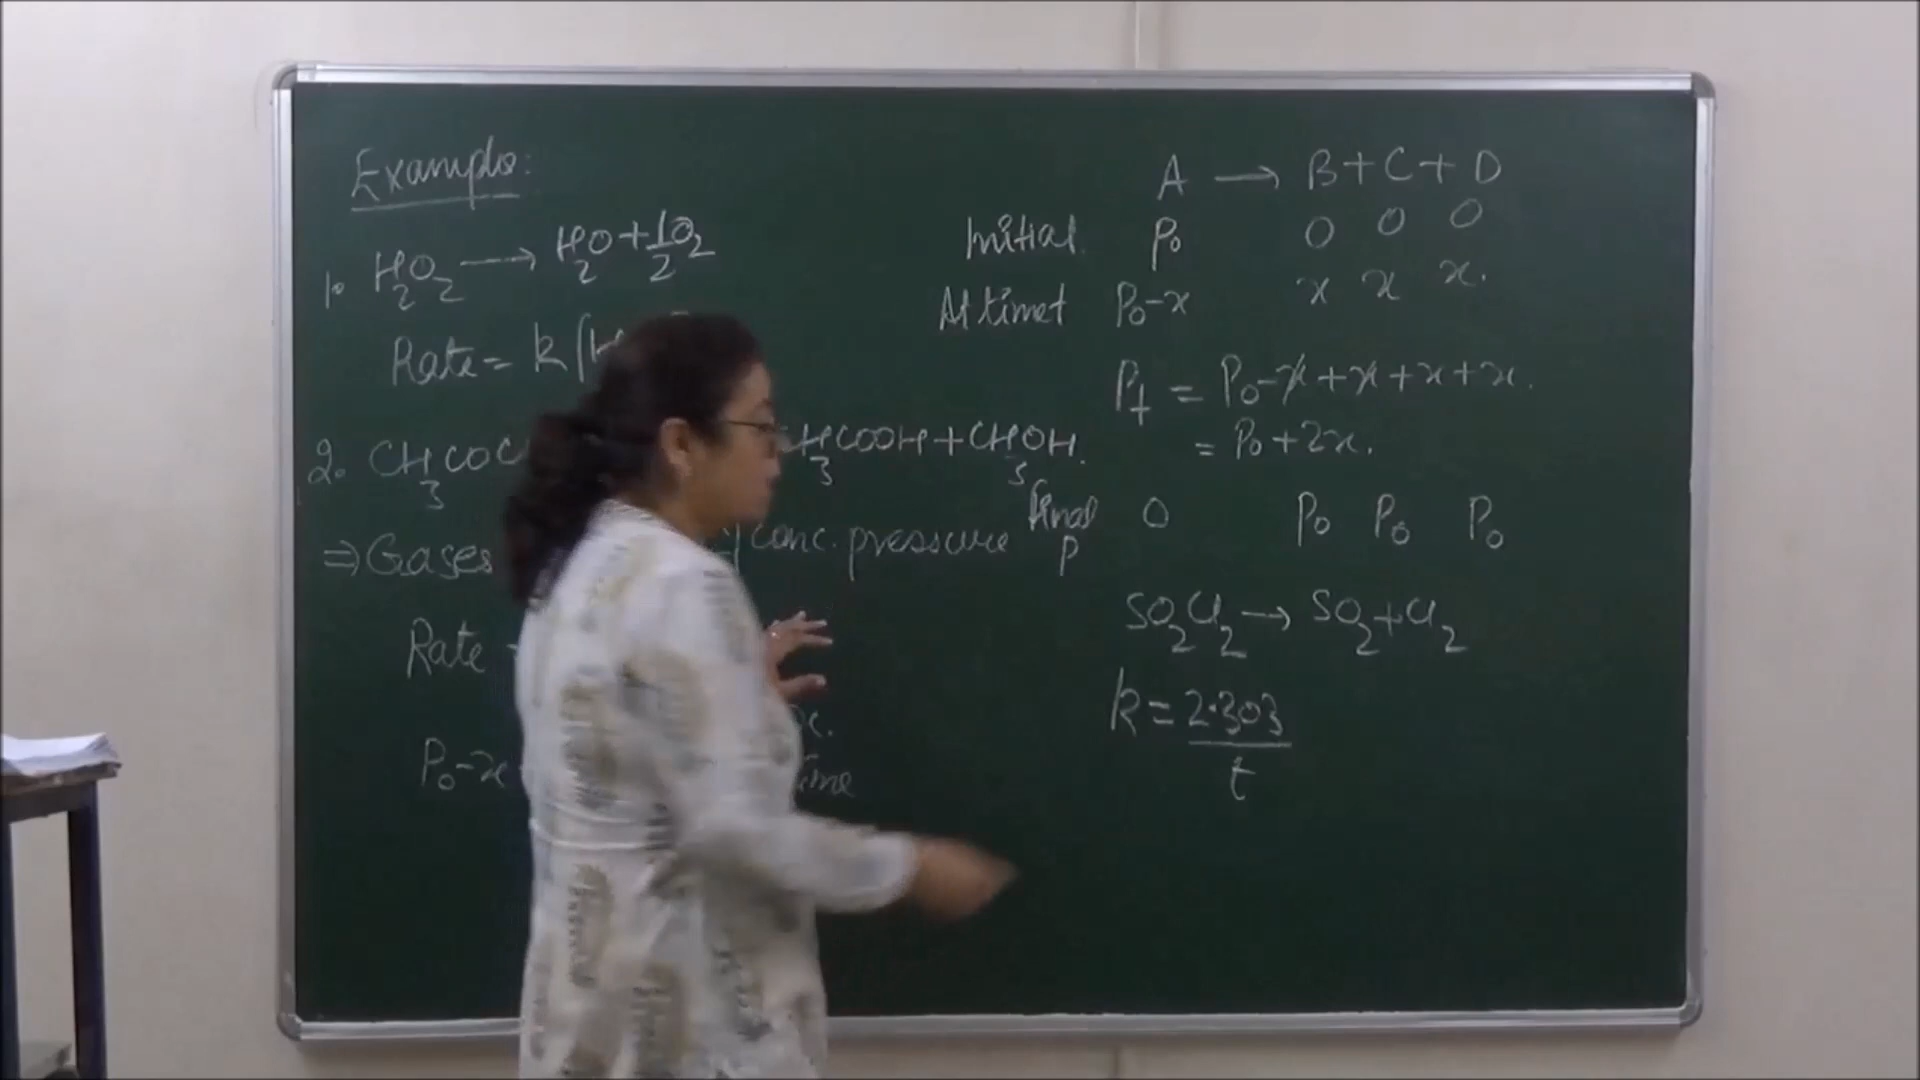 Example:
1. H2O2 → H2O + 1/2 O2
Rate = k
2. CH3COC CH3COOH + CH3OH.
⇒ Gases conc. pressure
Rate
x.
P0-x
A → B + C + D
Initial P0 0 0 0
At time t P0-x x x x.
Pt = P0-x+x+x+x.
= P0+2x.
final p 0 P0 P0 P0
SO2Cl2 → SO2 + Cl2
k = 2.303
t